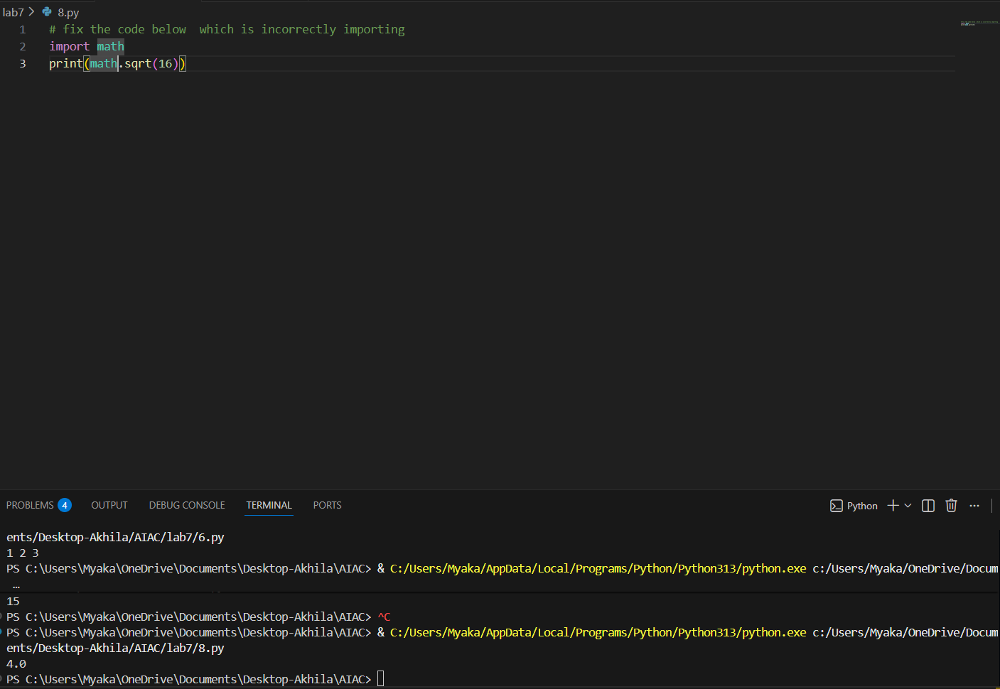 lab7 > 8.py
1 # fix the code below  which is incorrectly importing
2 import math
3 print(math.sqrt(16))
PROBLEMS 4 OUTPUT DEBUG CONSOLE TERMINAL PORTS Python
ents/Desktop-Akhila/AIAC/lab7/6.py
1 2 3
PS C:\Users\Myaka\OneDrive\Documents\Desktop-Akhila\AIAC> & C:/Users/Myaka/AppData/Local/Programs/Python/Python313/python.exe c:/Users/Myaka/OneDrive/Docum
…
15
PS C:\Users\Myaka\OneDrive\Documents\Desktop-Akhila\AIAC> ^C
PS C:\Users\Myaka\OneDrive\Documents\Desktop-Akhila\AIAC> & C:/Users/Myaka/AppData/Local/Programs/Python/Python313/python.exe c:/Users/Myaka/OneDrive/Docum
ents/Desktop-Akhila/AIAC/lab7/8.py
4.0
PS C:\Users\Myaka\OneDrive\Documents\Desktop-Akhila\AIAC>